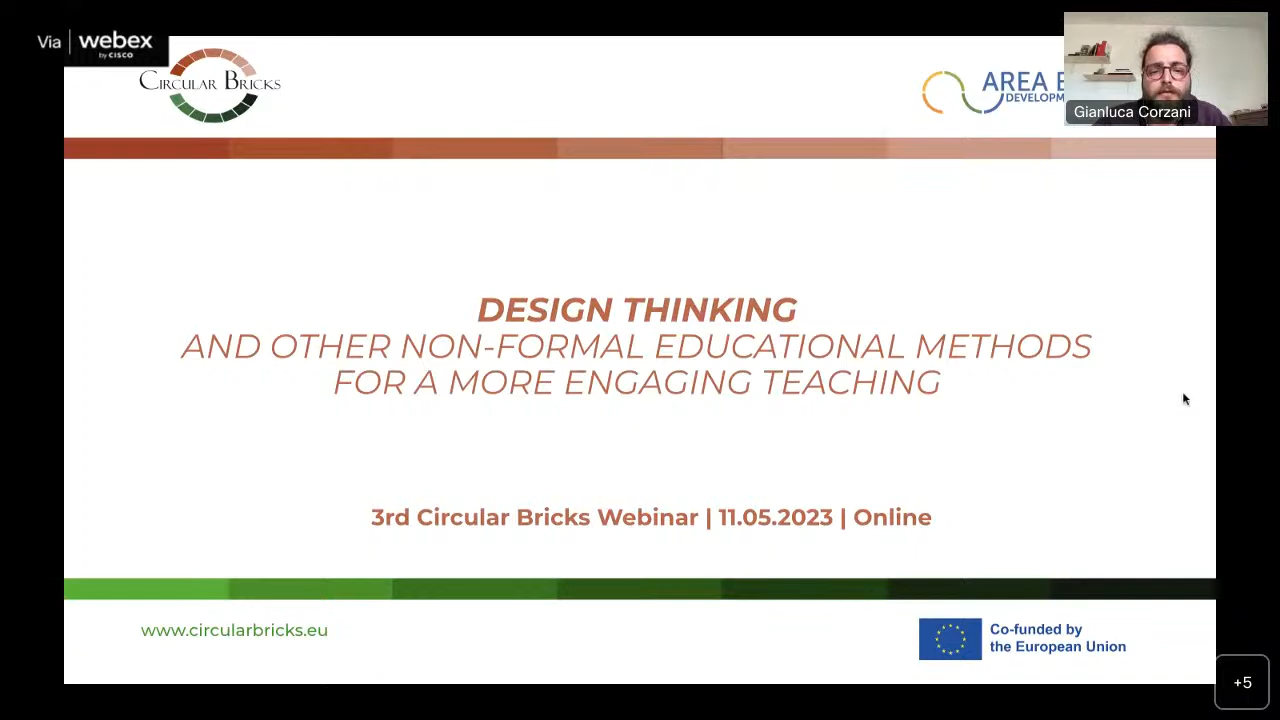 Via webex
by CISCO
CIRCULAR BRICKS
AREA
DEVELOPM
Gianluca Corzani
DESIGN THINKING
AND OTHER NON-FORMAL EDUCATIONAL METHODS
FOR A MORE ENGAGING TEACHING
3rd Circular Bricks Webinar | 11.05.2023 | Online
www.circularbricks.eu
Co-funded by
the European Union
+5